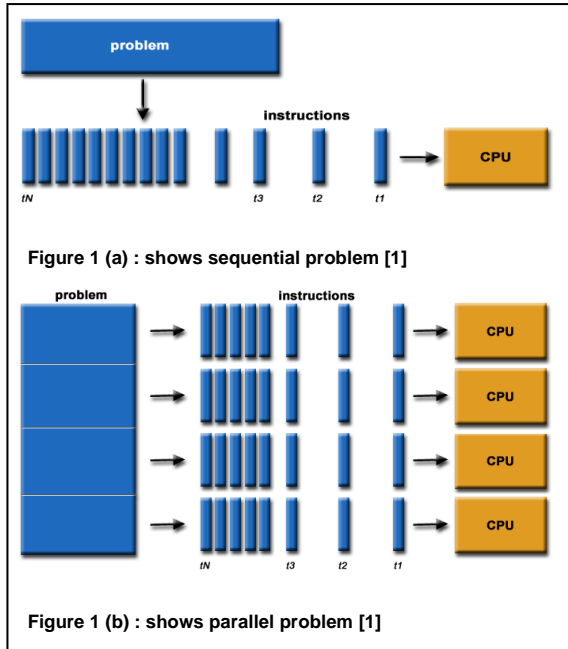 problem
instructions
CPU
tN t3 t2 t1
Figure 1 (a) : shows sequential problem [1]
problem instructions
CPU
CPU
CPU
CPU
tN t3 t2 t1
Figure 1 (b) : shows parallel problem [1]